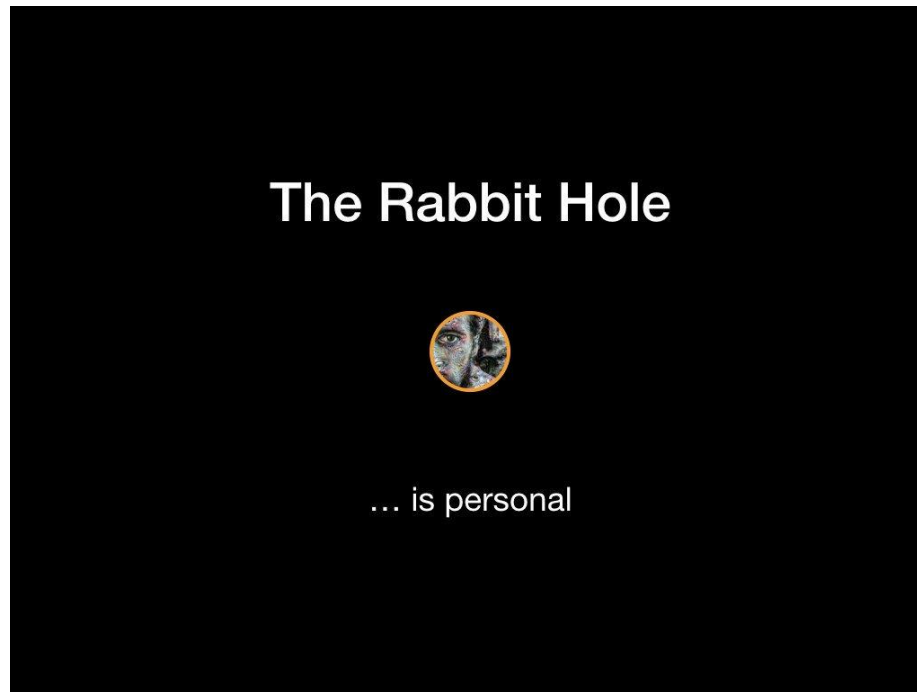 The Rabbit Hole
… is personal